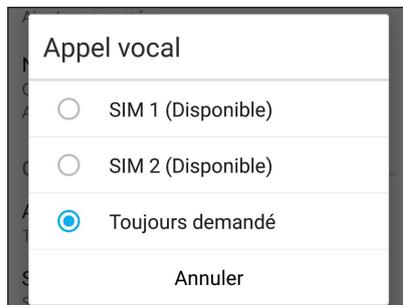 Appel vocal
SIM 1 (Disponible)
SIM 2 (Disponible)
Toujours demandé
Annuler